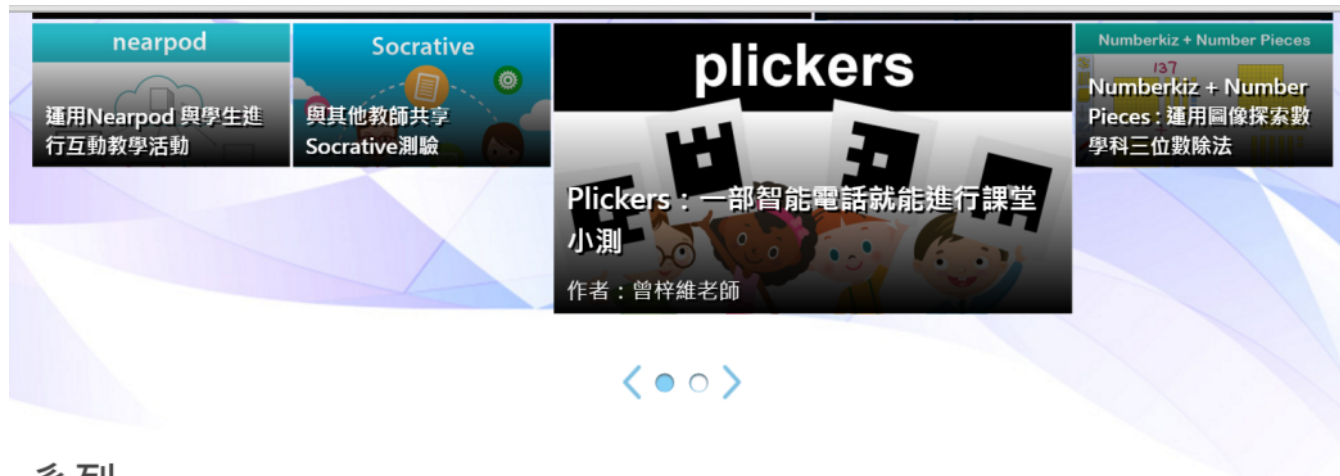 nearpod
運用Nearpod 與學生進
行互動教學活動
Socrative
與其他教師共享
Socrative測驗
plickers
Plickers：一部智能電話就能進行課堂
小測
作者：曾梓維老師
Numberkiz + Number Pieces
137
Numberkiz + Number
Pieces : 運用圖像探索數
學科三位數除法
系列